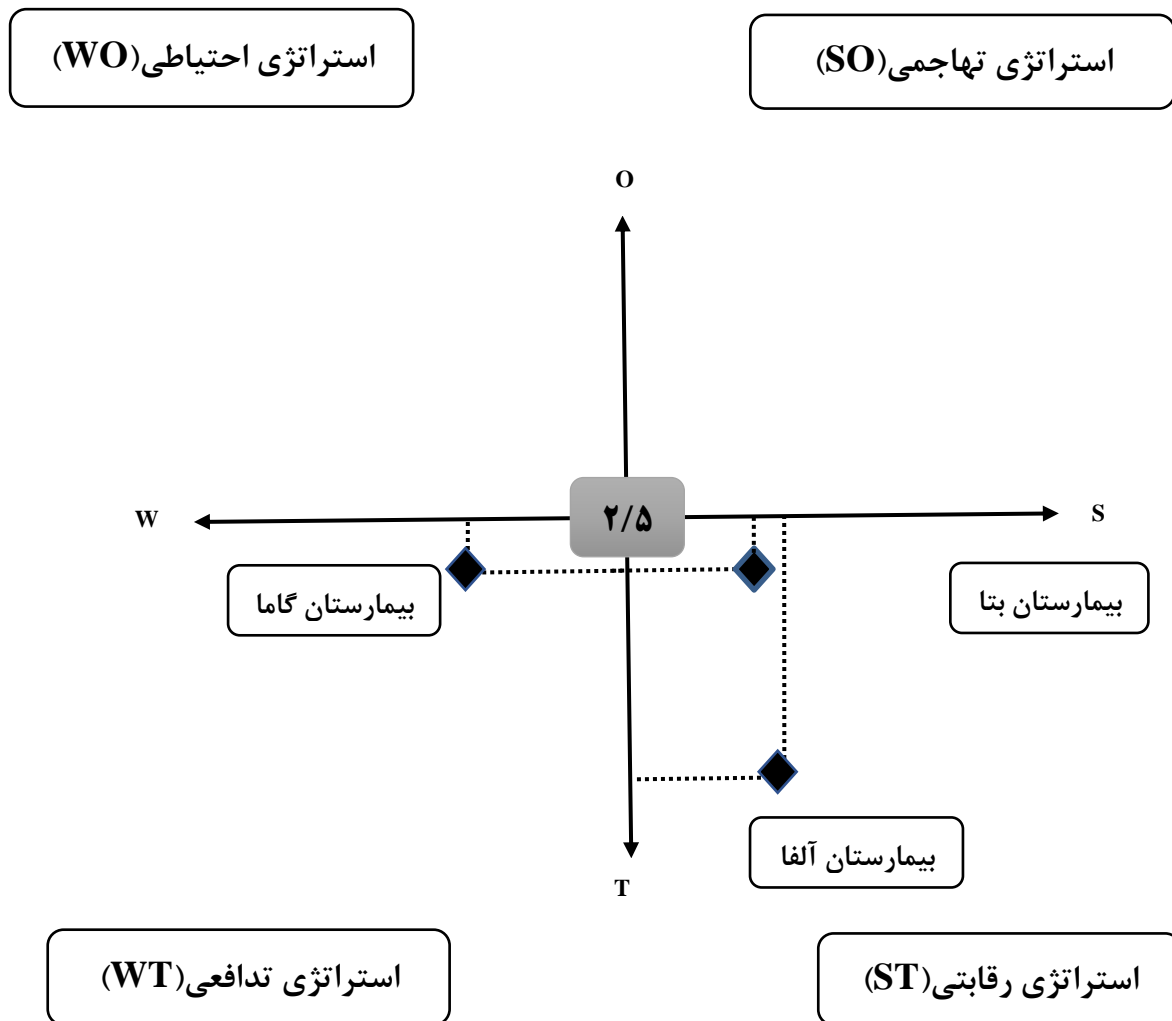 استراتژی تهاجمی(SO)
استراتژی احتیاطی(WO)
O
S
۲/۵
W
بیمارستان بتا
بیمارستان گاما
بیمارستان آلفا
T
استراتژی رقابتی(ST)
استراتژی تدافعی(WT)